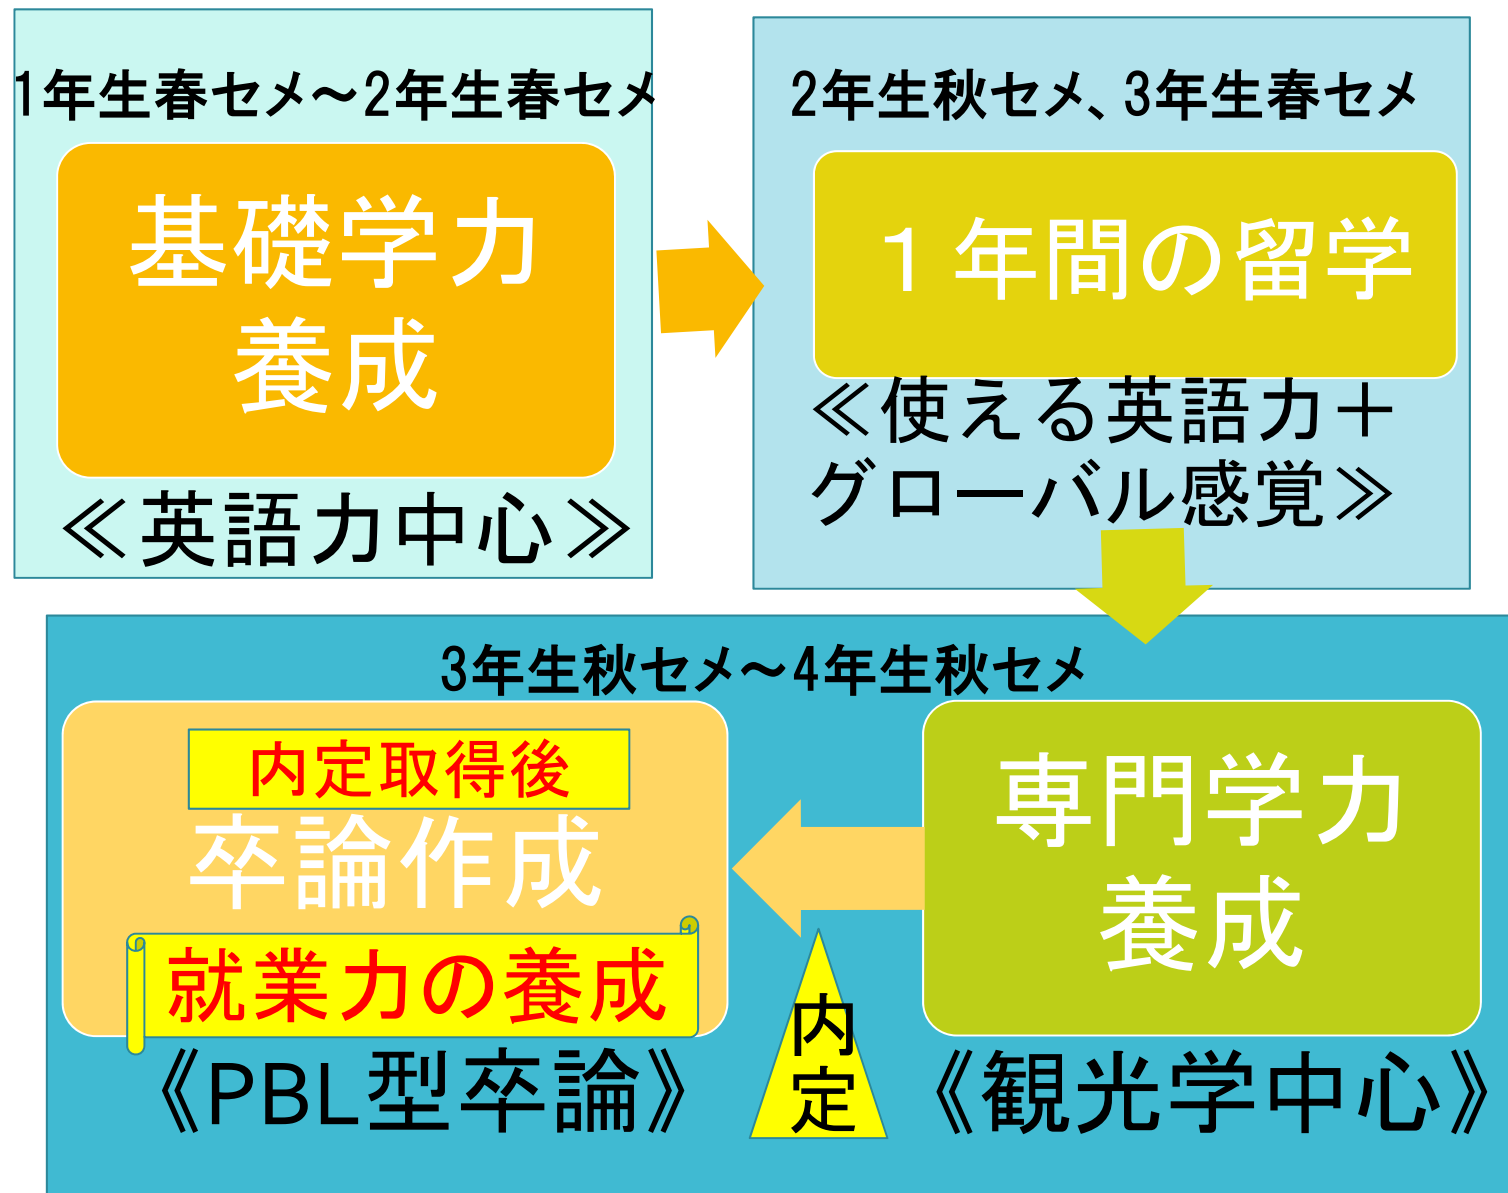 1年生春セメ～2年生春セメ
基礎学力
養成
≪英語力中心≫
2年生秋セメ、3年生春セメ
１年間の留学
≪使える英語力＋
グローバル感覚≫
3年生秋セメ～4年生秋セメ
専門学力
養成
《観光学中心》
内
定
内定取得後
卒論作成
就業力の養成
《PBL型卒論》